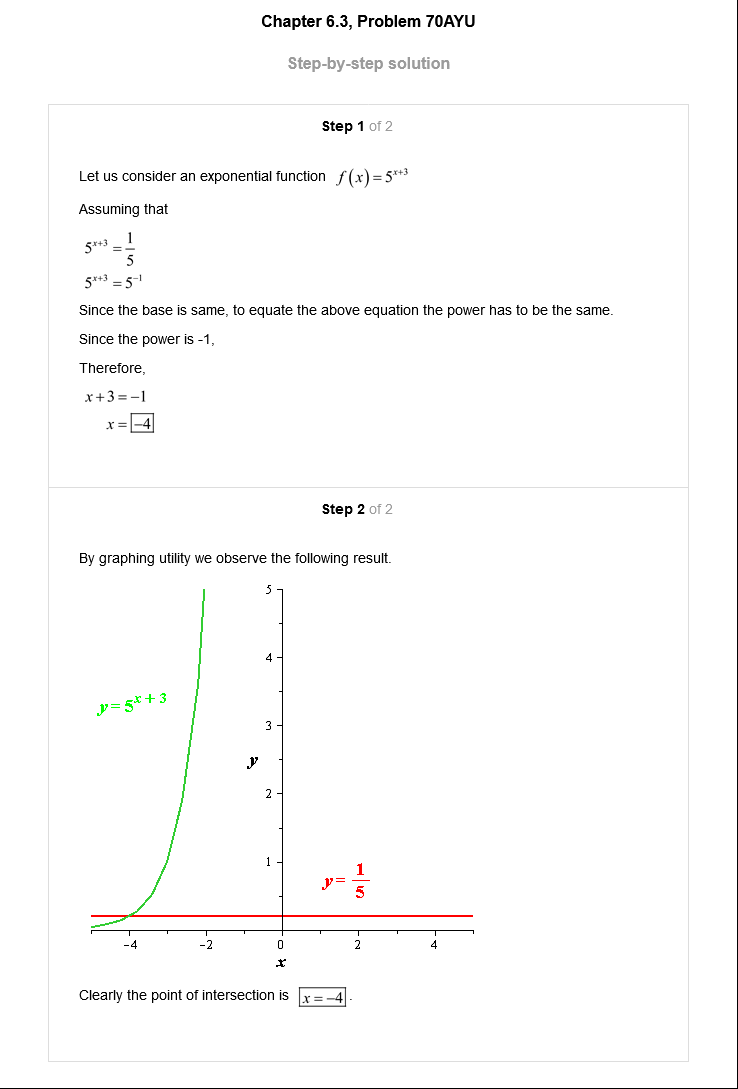 Chapter 6.3, Problem 70AYU
Step-by-step solution
Step 1 of 2
Let us consider an exponential function f(x)=5^{x+3}
Assuming that
5^{x+3} = 1/5
5^{x+3} = 5^{-1}
Since the base is same, to equate the above equation the power has to be the same.
Since the power is -1,
Therefore,
x+3=−1
x=−4
Step 2 of 2
By graphing utility we observe the following result.
5
4
y=5^{x+3}
3
y
2
1
y=1/5
−4 −2 0 2 4
x
Clearly the point of intersection is x=−4.